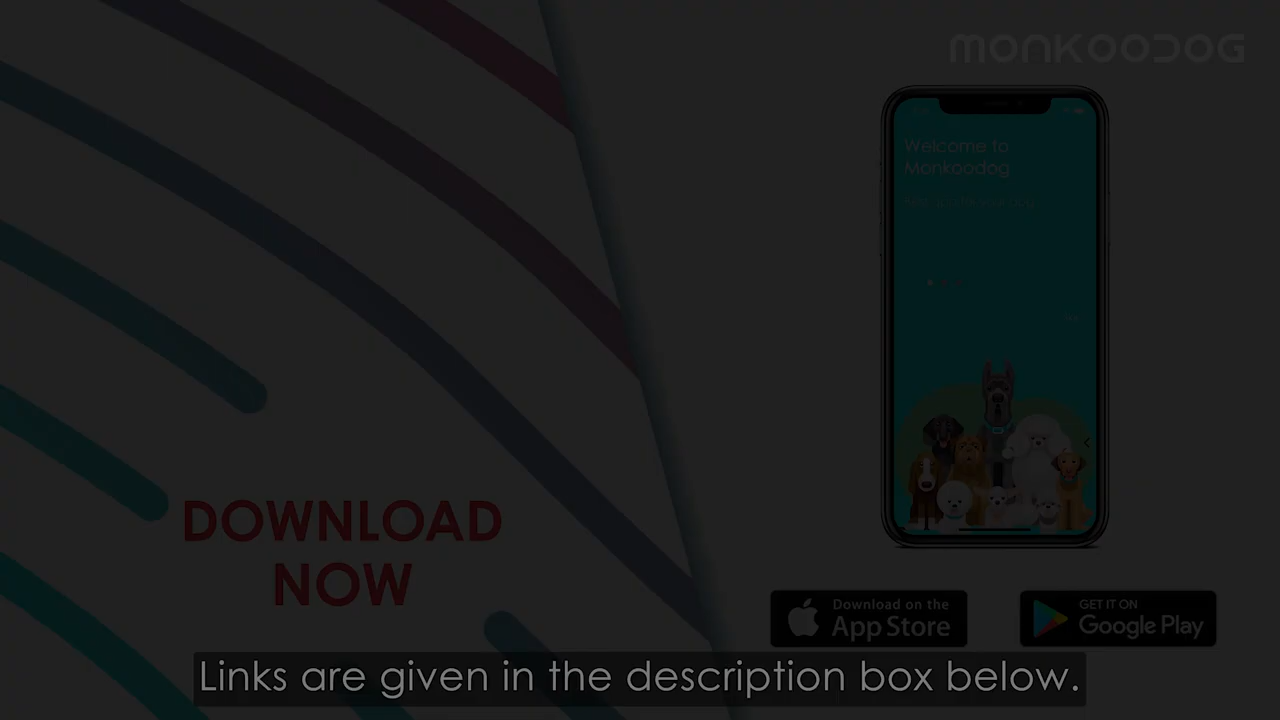 MONKOODOG
Welcome to
Monkoodog
DOWNLOAD
NOW
Download on the
App Store
GET IT ON
Google Play
Links are given in the description box below.